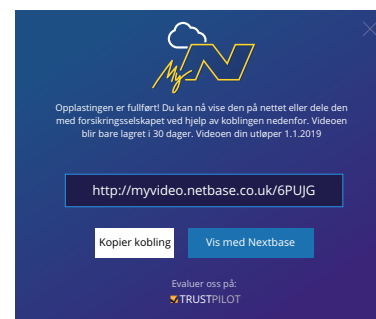 My N
Opplastingen er fullført! Du kan nå vise den på nettet eller dele den
med forsikringsselskapet ved hjelp av koblingen nedenfor. Videoen
blir bare lagret i 30 dager. Videoen din utløper 1.1.2019
http://myvideo.netbase.co.uk/6PUJG
Kopier kobling
Vis med Nextbase
Evaluer oss på:
TRUSTPILOT